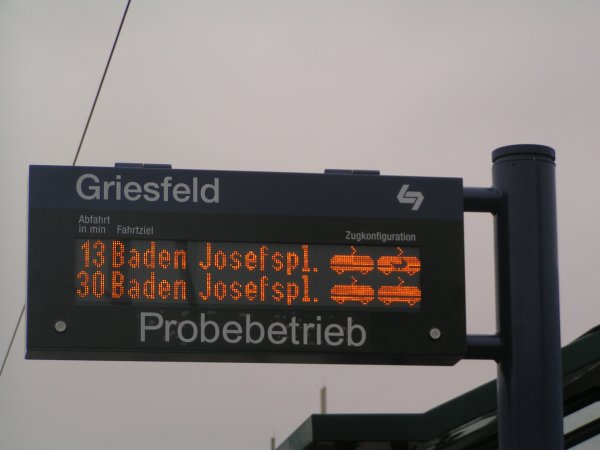 Griesfeld
Abfahrt
in min Fahrtziel
Zugkonfiguration
13 Baden Josefspl.
30 Baden Josefspl.
Probebetrieb